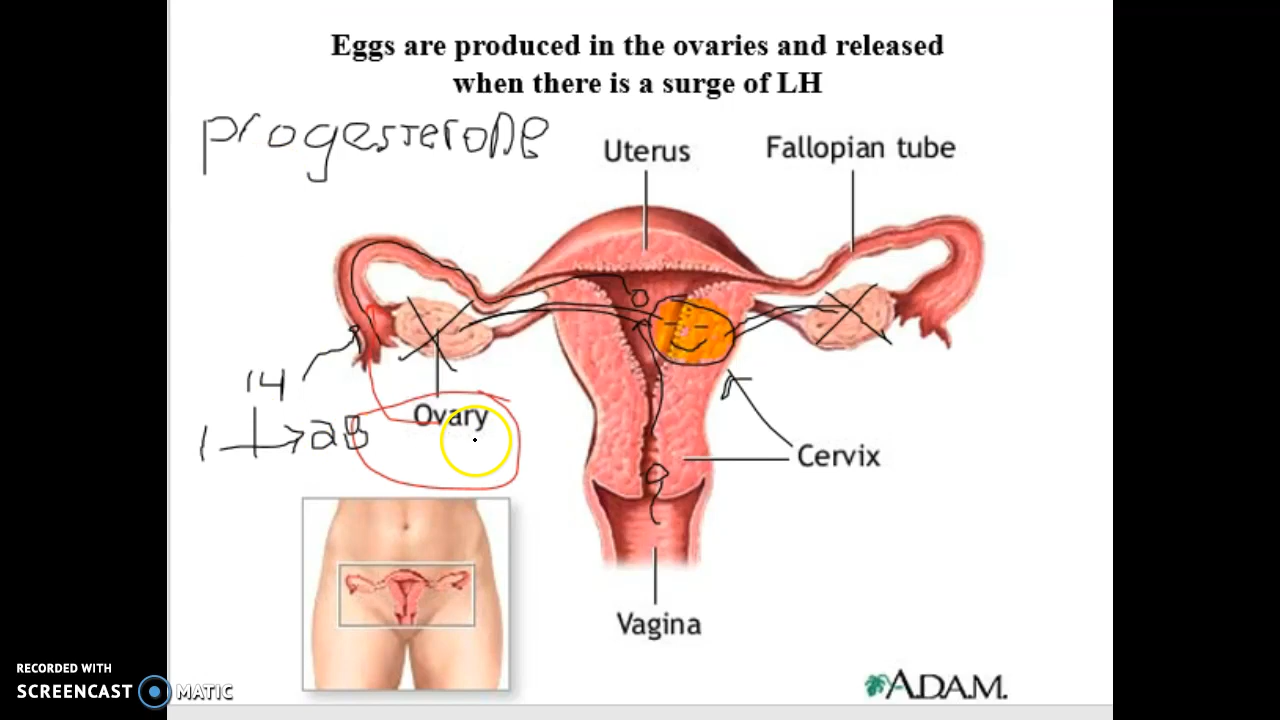 Eggs are produced in the ovaries and released
when there is a surge of LH
progesterone
Uterus
Fallopian tube
14
1 → 28
Ovary
Cervix
Vagina
RECORDED WITH
SCREENCAST MATIC
A.D.A.M.